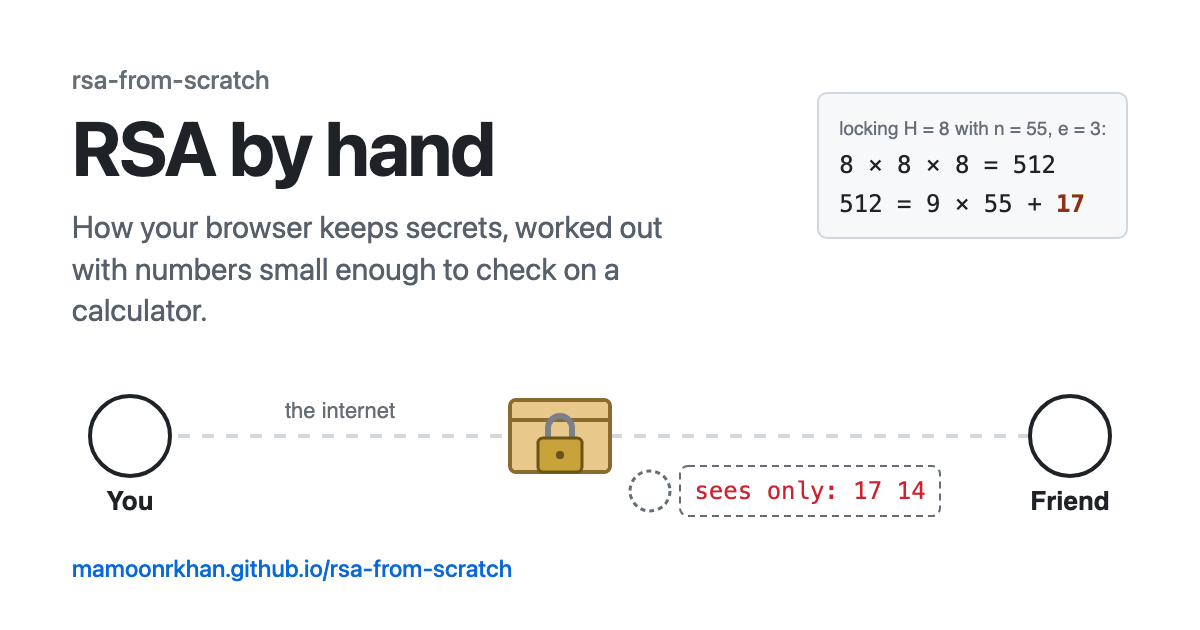 rsa-from-scratch
RSA by hand
How your browser keeps secrets, worked out
with numbers small enough to check on a
calculator.
locking H = 8 with n = 55, e = 3:
8 × 8 × 8 = 512
512 = 9 × 55 + 17
the internet
You
sees only: 17 14
Friend
mamoonrkhan.github.io/rsa-from-scratch